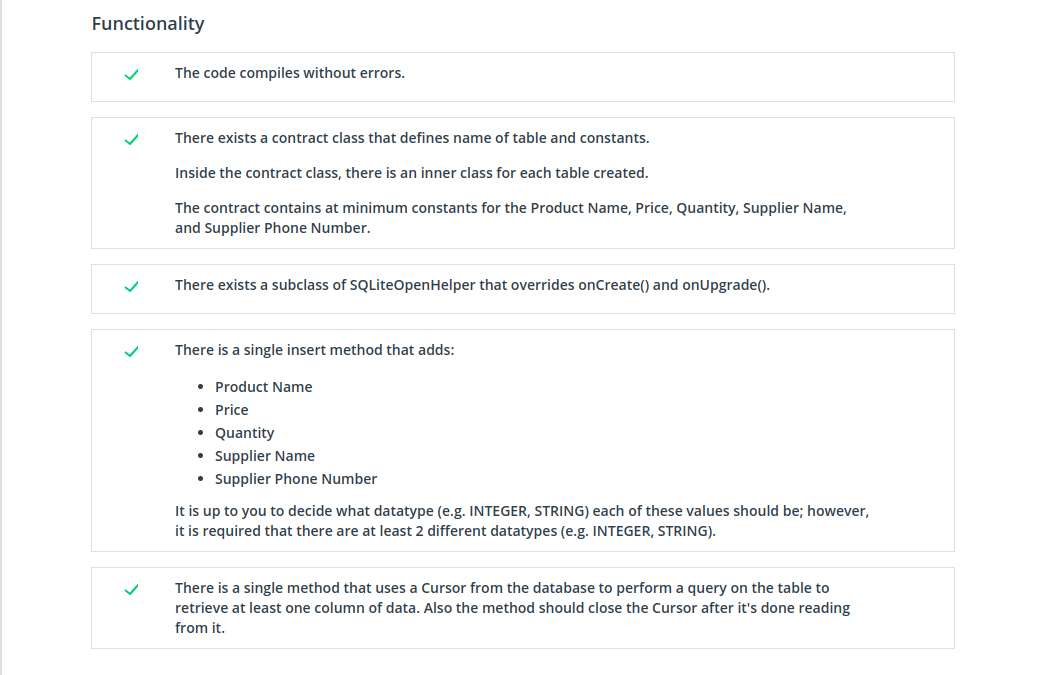 Functionality
The code compiles without errors.
There exists a contract class that defines name of table and constants.
Inside the contract class, there is an inner class for each table created.
The contract contains at minimum constants for the Product Name, Price, Quantity, Supplier Name,
and Supplier Phone Number.
There exists a subclass of SQLiteOpenHelper that overrides onCreate() and onUpgrade().
There is a single insert method that adds:
Product Name
Price
Quantity
Supplier Name
Supplier Phone Number
It is up to you to decide what datatype (e.g. INTEGER, STRING) each of these values should be; however,
it is required that there are at least 2 different datatypes (e.g. INTEGER, STRING).
There is a single method that uses a Cursor from the database to perform a query on the table to
retrieve at least one column of data. Also the method should close the Cursor after it's done reading
from it.